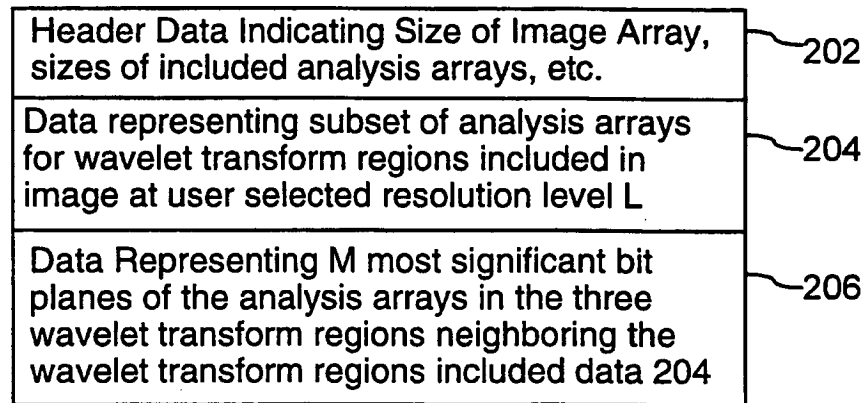 Header Data Indicating Size of Image Array,
sizes of included analysis arrays, etc.
202
Data representing subset of analysis arrays
for wavelet transform regions included in
image at user selected resolution level L
204
Data Representing M most significant bit
planes of the analysis arrays in the three
wavelet transform regions neighboring the
wavelet transform regions included data 204
206